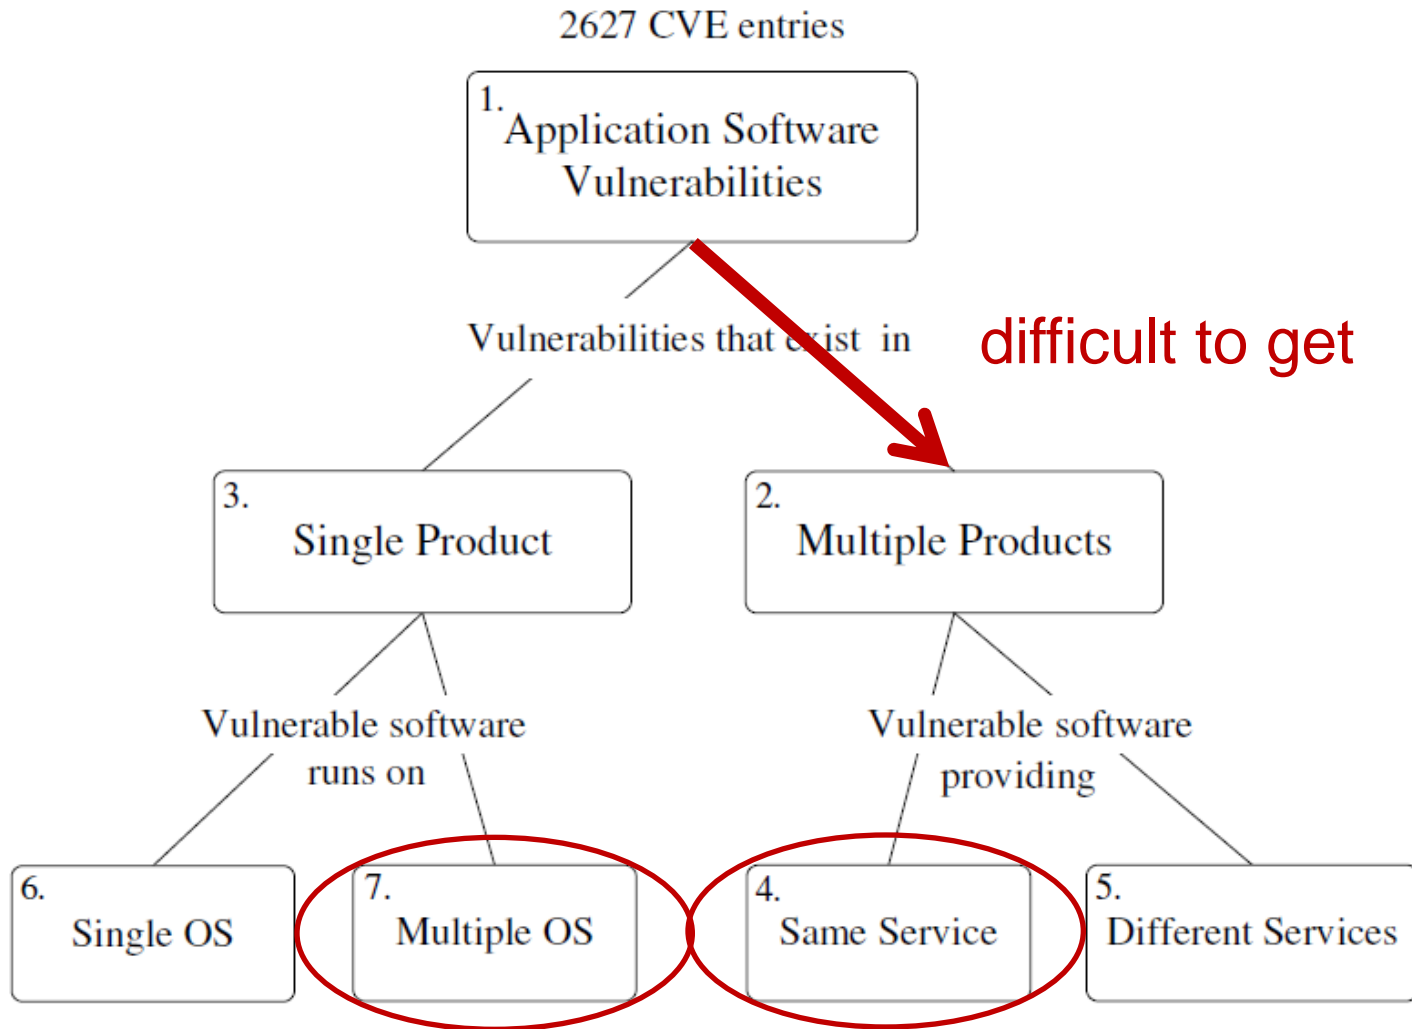 2627 CVE entries
1.
Application Software
Vulnerabilities
Vulnerabilities that exist in
difficult to get
3.
Single Product
2.
Multiple Products
Vulnerable software
runs on
Vulnerable software
providing
6.
Single OS
7.
Multiple OS
4.
Same Service
5.
Different Services